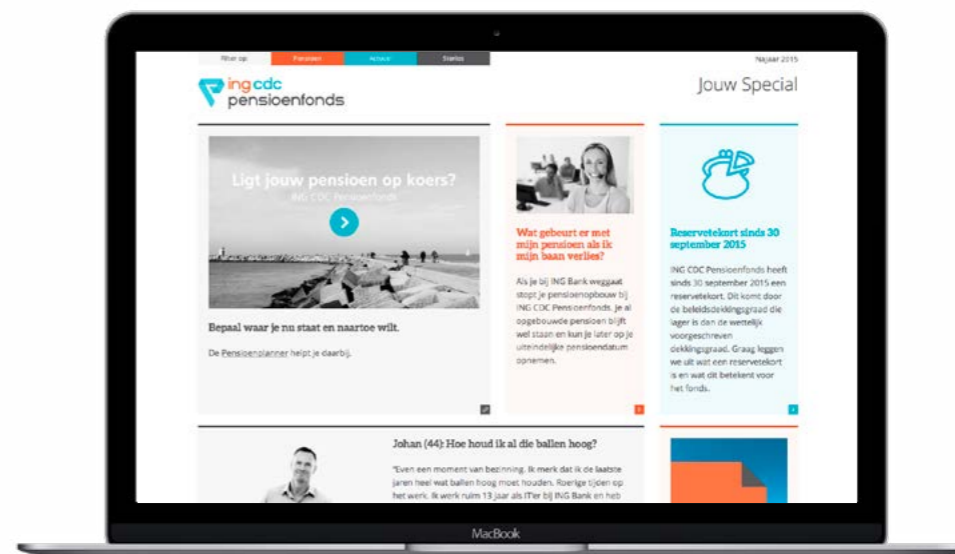 Filter op:
Pensioen
Actueel
Startss
Najaar 2015
ing cdc
pensioenfonds
Jouw Special
Ligt jouw pensioen op koers?
ING CDC Pensioenfonds
Bepaal waar je nu staat en naartoe wilt.
De Pensioenplanner helpt je daarbij.
Wat gebeurt er met
mijn pensioen als ik
mijn baan verlies?
Als je bij ING Bank weggaat
stopt je pensioenopbouw bij
ING CDC Pensioenfonds. Je al
opgebouwde pensioen blijft
wel staan en kun je later op je
uiteindelijke pensioendatum
opnemen.
Reservetekort sinds 30
september 2015
ING CDC Pensioenfonds heeft
sinds 30 september 2015 een
reservetekort. Dit komt door
de beleidsdekkingsgraad die
lager is dan de wettelijk
voorgeschreven
dekkingsgraad. Graag leggen
we uit wat een reservetekort
is en wat dit betekent voor
het fonds.
Johan (44): Hoe houd ik al die ballen hoog?
"Even een moment van bezinning. Ik merk dat ik de laatste
jaren heel wat ballen hoog moet houden. Roerige tijden op
het werk. Ik werk ruim 13 jaar als IT'er bij ING Bank en heb
MacBook